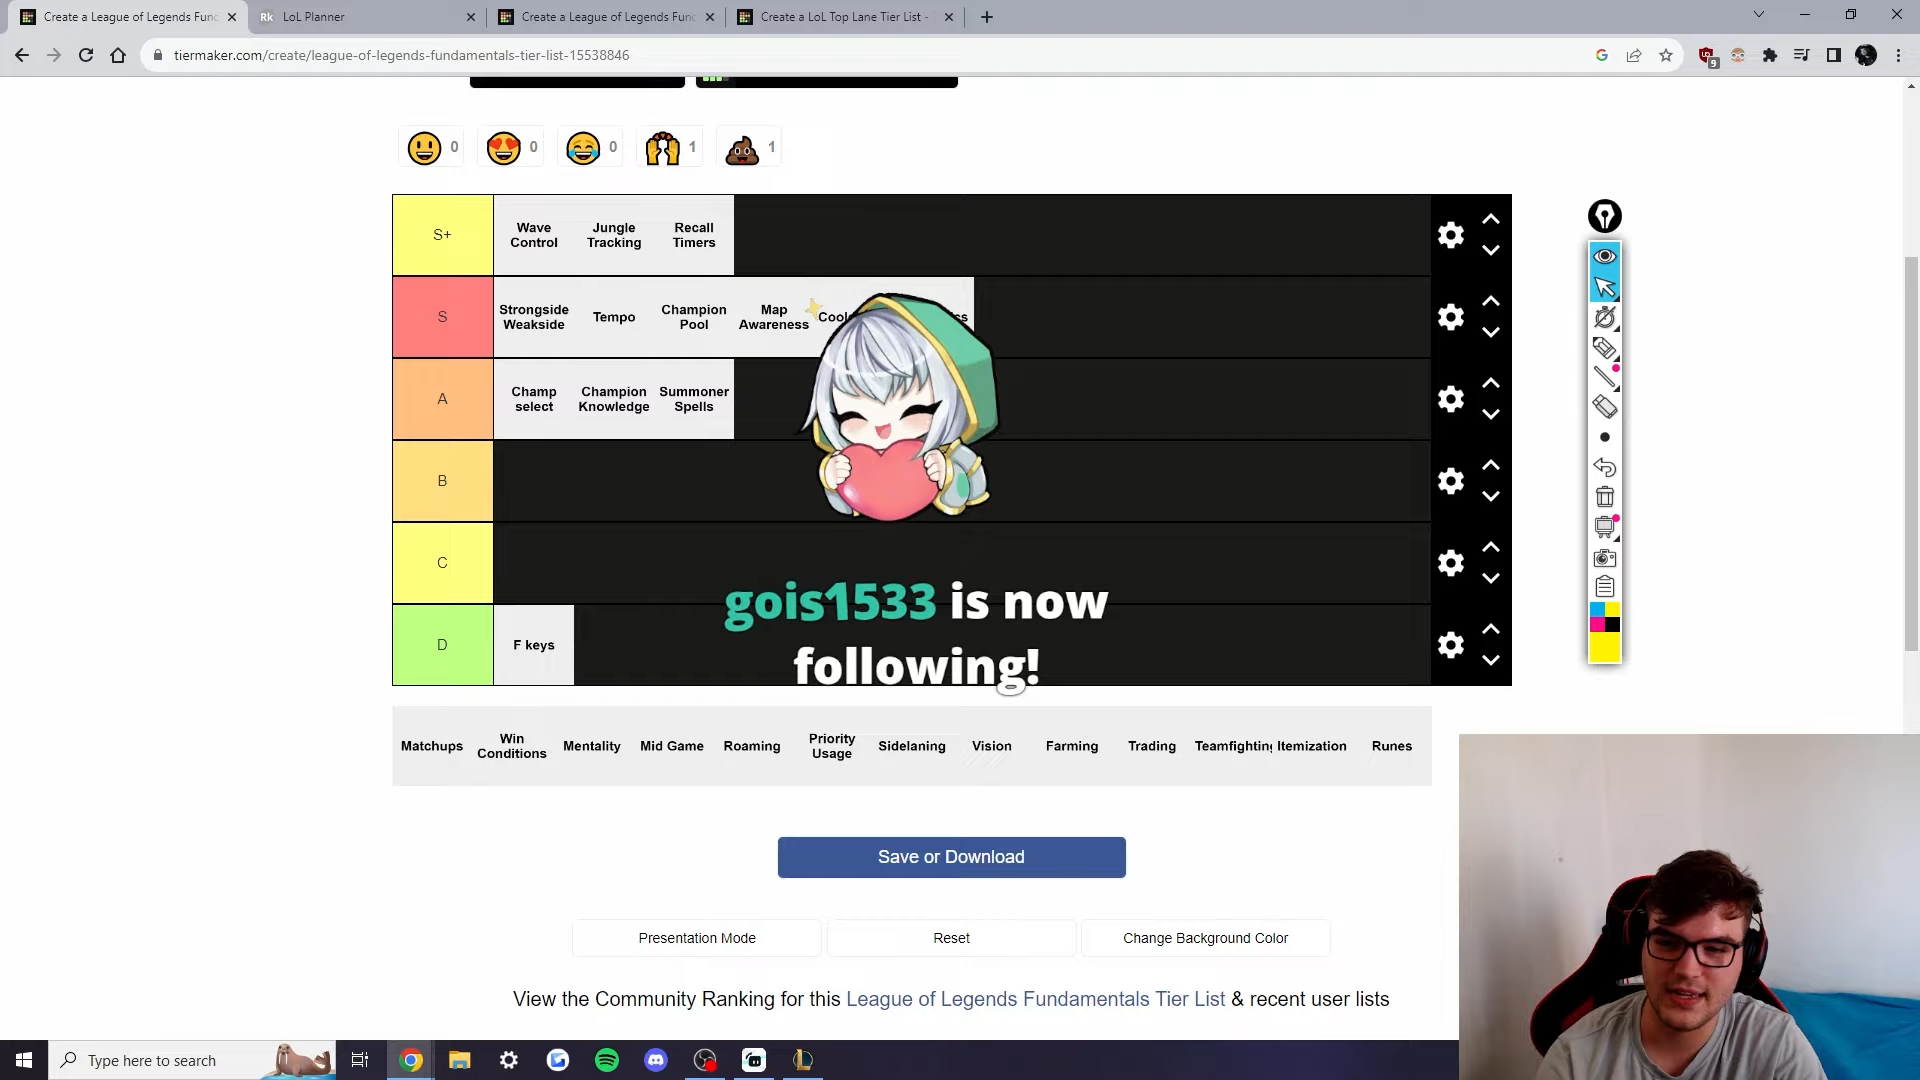 Create a League of Legends Fund
LoL Planner
Create a League of Legends Fund
Create a LoL Top Lane Tier List -
tiermaker.com/create/league-of-legends-fundamentals-tier-list-15538846
9
0
0
0
1
1
S+
Wave Control
Jungle Tracking
Recall Timers
S
Strongside Weakside
Tempo
Champion Pool
Map Awareness
A
Champ select
Champion Knowledge
Summoner Spells
B
C
D
F keys
gois1533 is now
following!
Matchups
Win Conditions
Mentality
Mid Game
Roaming
Priority Usage
Sidelaning
Vision
Farming
Trading
Teamfighting
Itemization
Runes
Save or Download
Presentation Mode
Reset
Change Background Color
View the Community Ranking for this League of Legends Fundamentals Tier List & recent user lists
Type here to search